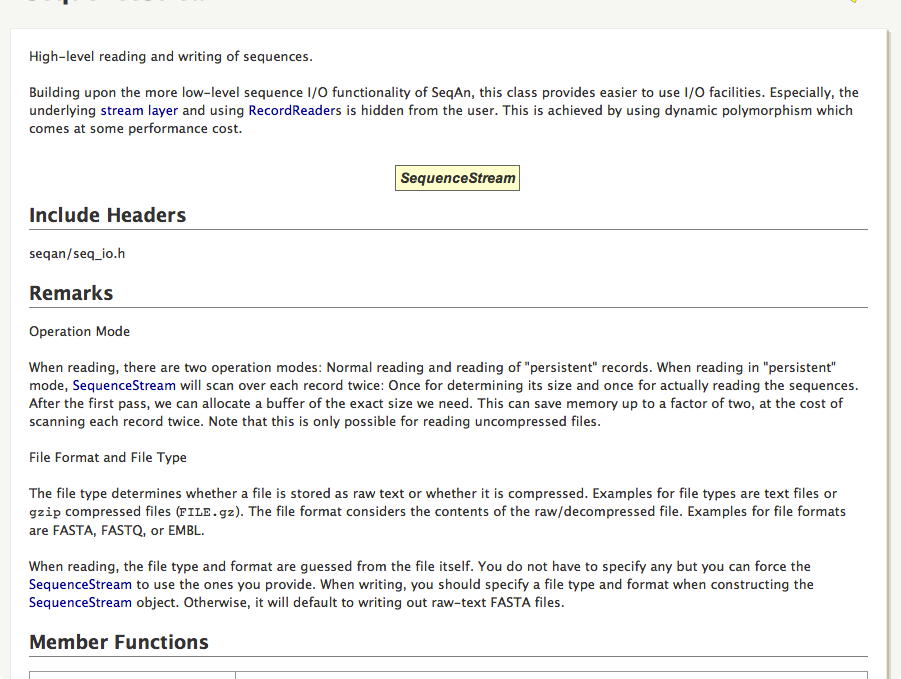 High-level reading and writing of sequences.
Building upon the more low-level sequence I/O functionality of SeqAn, this class provides easier to use I/O facilities. Especially, the
underlying stream layer and using RecordReaders is hidden from the user. This is achieved by using dynamic polymorphism which
comes at some performance cost.
SequenceStream
Include Headers
seqan/seq_io.h
Remarks
Operation Mode
When reading, there are two operation modes: Normal reading and reading of "persistent" records. When reading in "persistent"
mode, SequenceStream will scan over each record twice: Once for determining its size and once for actually reading the sequences.
After the first pass, we can allocate a buffer of the exact size we need. This can save memory up to a factor of two, at the cost of
scanning each record twice. Note that this is only possible for reading uncompressed files.
File Format and File Type
The file type determines whether a file is stored as raw text or whether it is compressed. Examples for file types are text files or
gzip compressed files (FILE.gz). The file format considers the contents of the raw/decompressed file. Examples for file formats
are FASTA, FASTQ, or EMBL.
When reading, the file type and format are guessed from the file itself. You do not have to specify any but you can force the
SequenceStream to use the ones you provide. When writing, you should specify a file type and format when constructing the
SequenceStream object. Otherwise, it will default to writing out raw-text FASTA files.
Member Functions